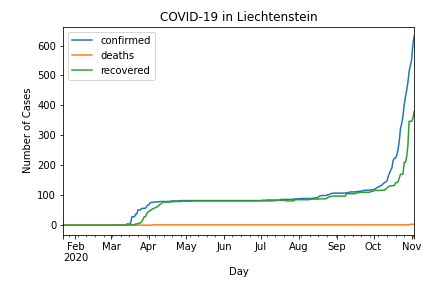 COVID-19 in Liechtenstein
confirmed
deaths
recovered
Number of Cases
600
500
400
300
200
100
0
Feb Mar Apr May Jun Jul Aug Sep Oct Nov
2020
Day